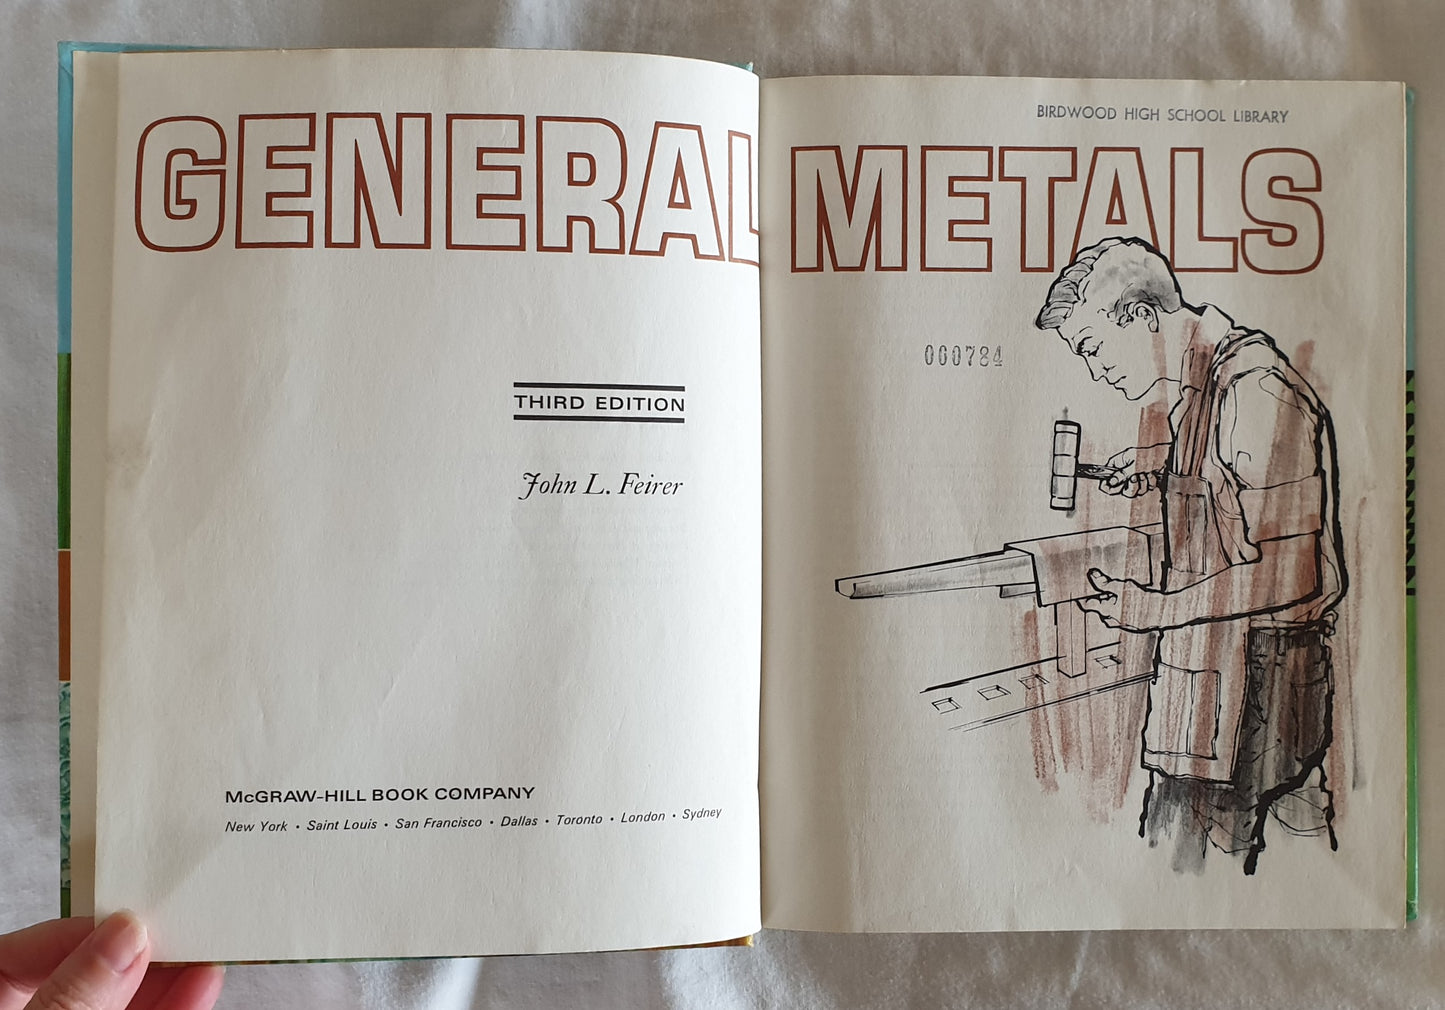 GENERAL METALS
THIRD EDITION
John L. Feirer
McGRAW-HILL BOOK COMPANY
New York • Saint Louis • San Francisco • Dallas • Toronto • London • Sydney
BIRDWOOD HIGH SCHOOL LIBRARY
000784